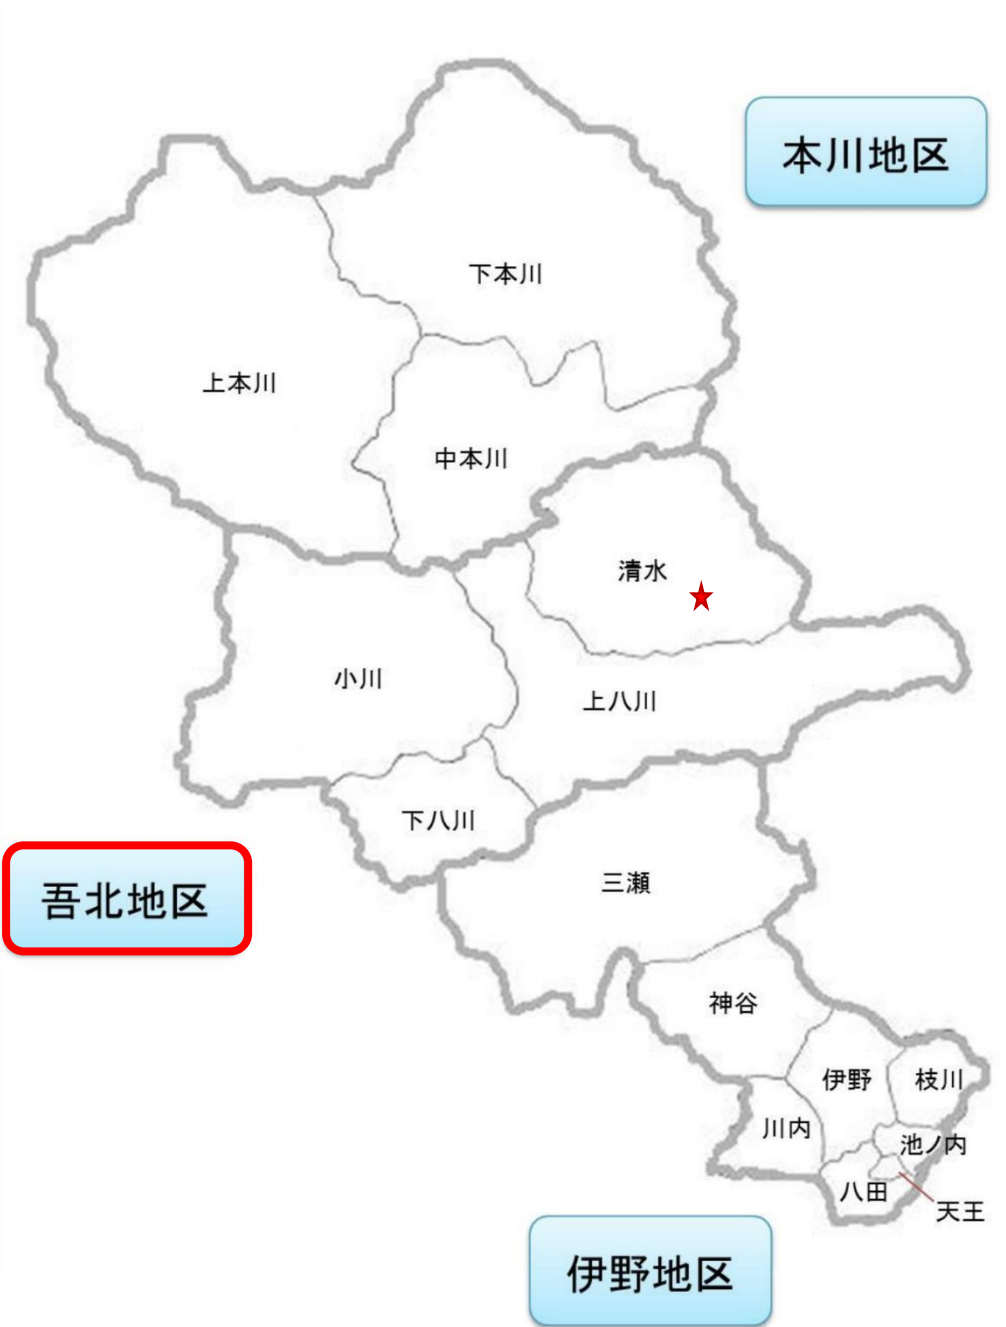 本川地区
下本川
上本川
中本川
清水
小川
上八川
下八川
吾北地区
三瀬
神谷
伊野
枝川
川内
池ノ内
八田
天王
伊野地区